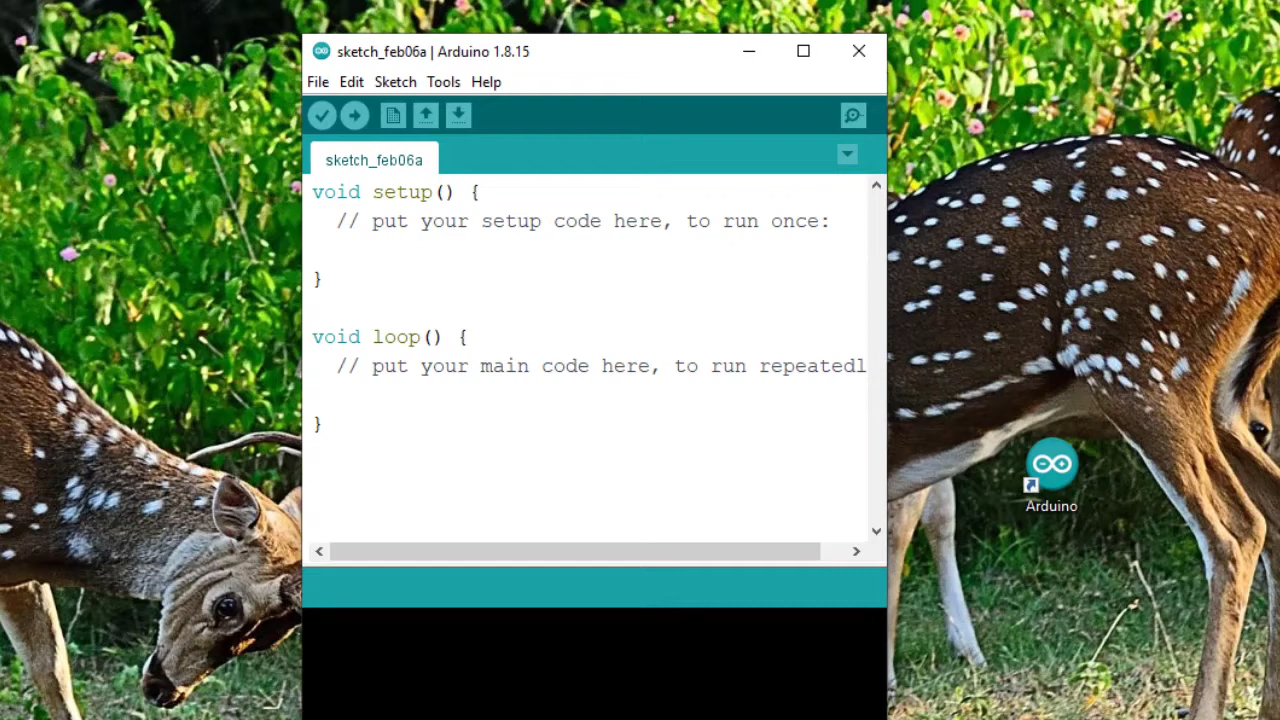 sketch_feb06a | Arduino 1.8.15
File Edit Sketch Tools Help
sketch_feb06a
void setup() {
  // put your setup code here, to run once:

}

void loop() {
  // put your main code here, to run repeatedl

}
Arduino